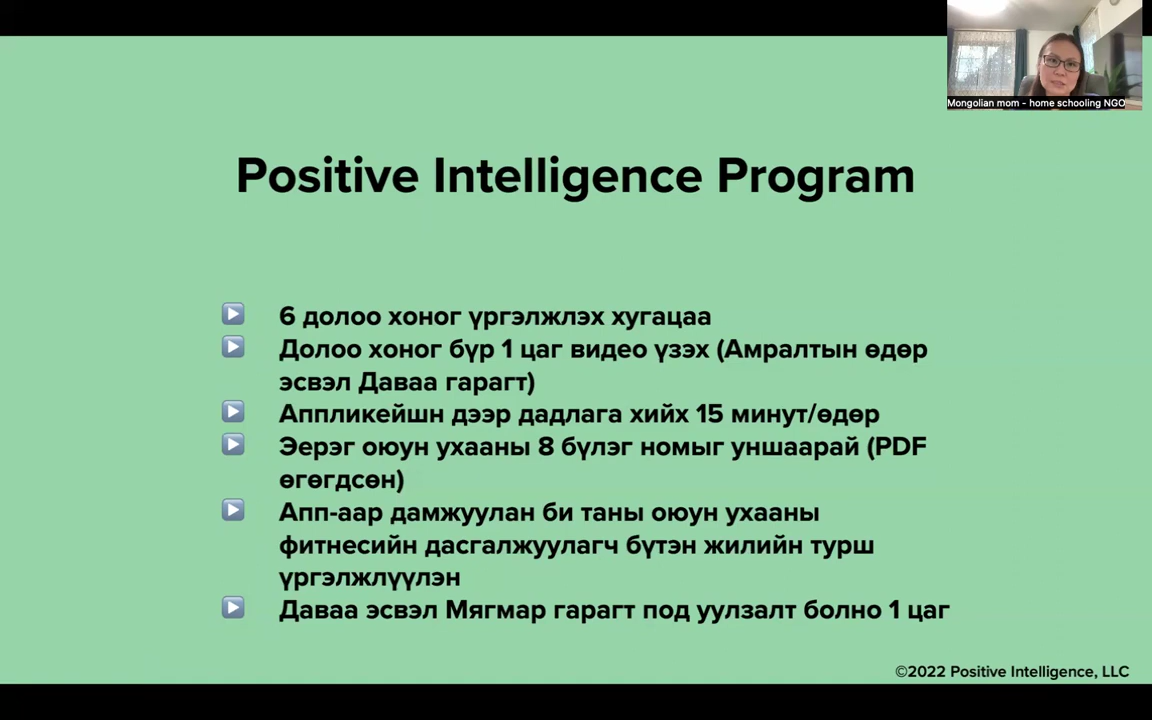 Mongolian mom - home schooling NGO
Positive Intelligence Program
6 долоо хоног үргэлжлэх хугацаа
Долоо хоног бүр 1 цаг видео үзэх (Амралтын өдөр
эсвэл Даваа гарагт)
Аппликейшн дээр дадлага хийх 15 минут/өдөр
Эерэг оюун ухааны 8 бүлэг номыг уншаарай (PDF
өгөгдсөн)
Апп-аар дамжуулан би таны оюун ухааны
фитнесийн дасгалжуулагч бүтэн жилийн турш
үргэлжлүүлэн
Даваа эсвэл Мягмар гарагт под уулзалт болно 1 цаг
©2022 Positive Intelligence, LLC